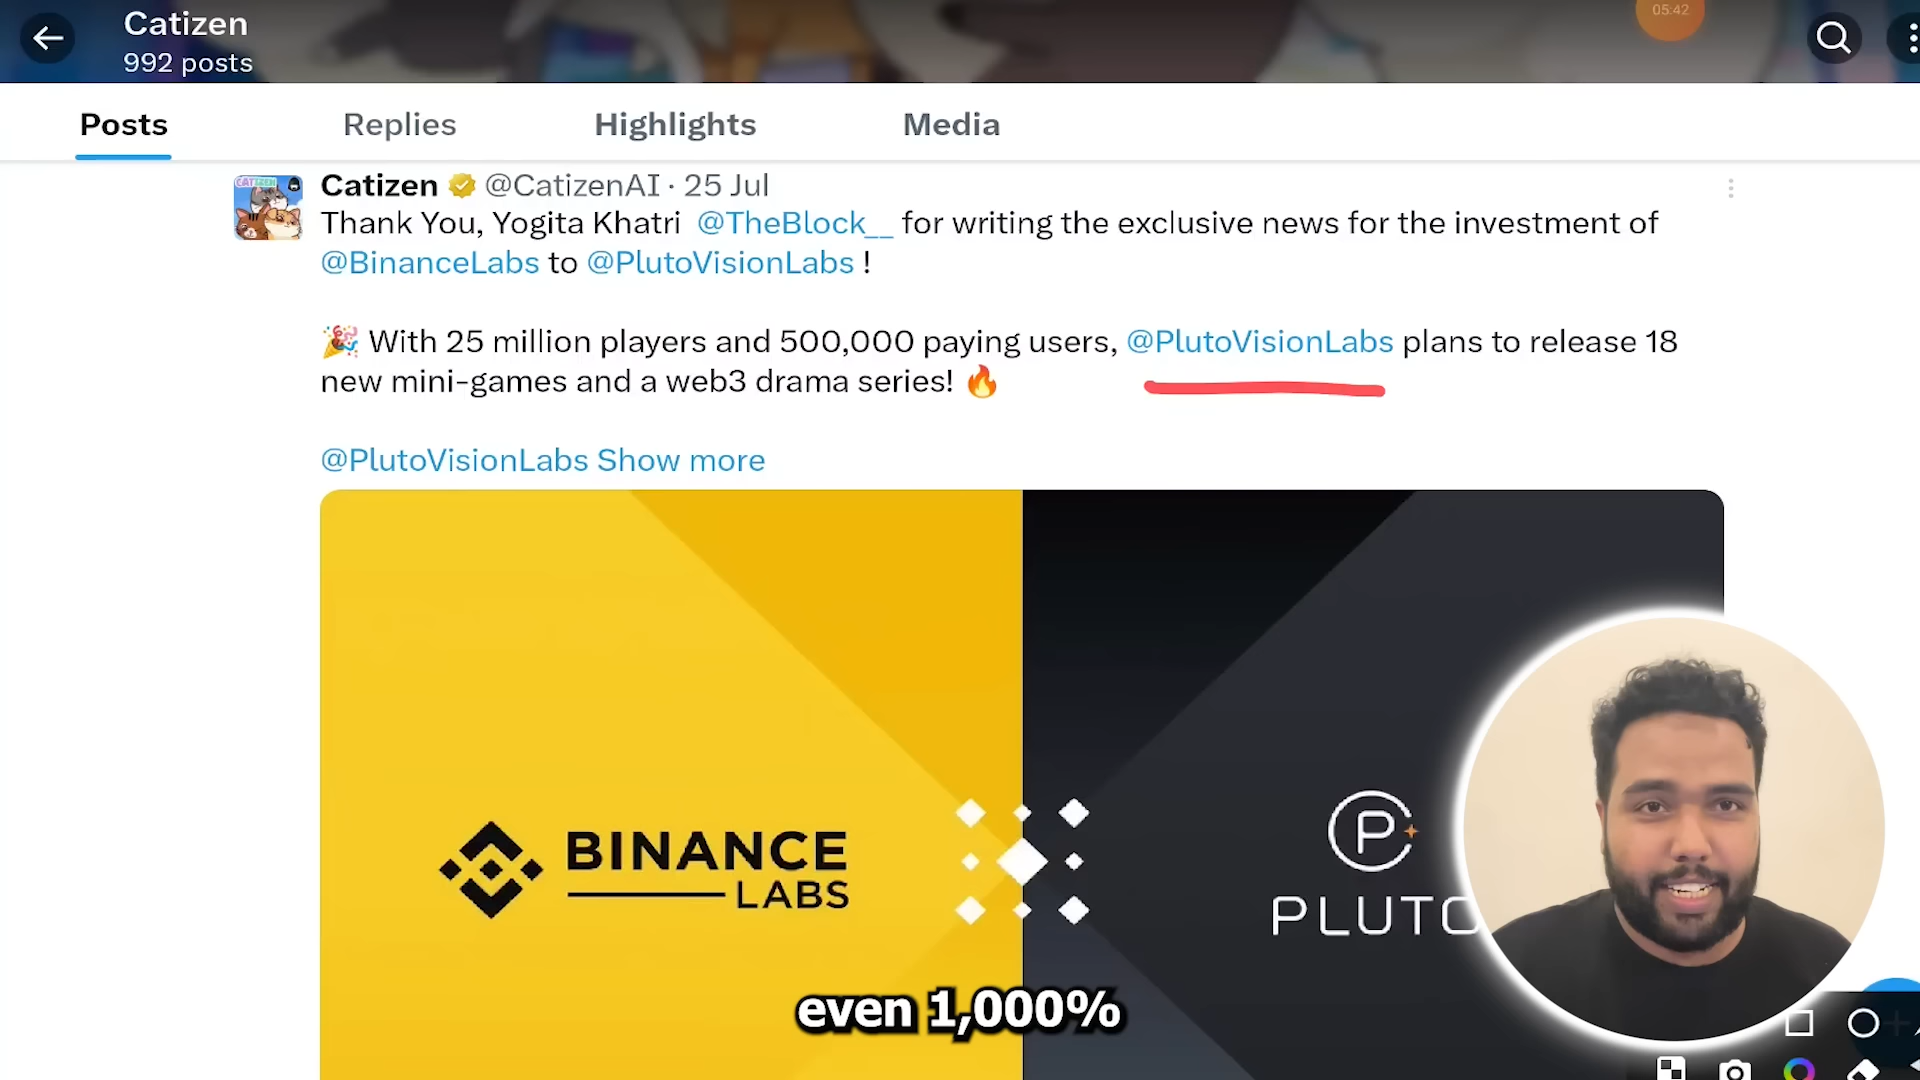 Catizen
992 posts
05:42
Posts
Replies
Highlights
Media
Catizen @CatizenAI · 25 Jul
Thank You, Yogita Khatri @TheBlock__ for writing the exclusive news for the investment of
@BinanceLabs to @PlutoVisionLabs !
🎉 With 25 million players and 500,000 paying users, @PlutoVisionLabs plans to release 18
new mini-games and a web3 drama series! 🔥
@PlutoVisionLabs Show more
BINANCE
LABS
PLUTO
even 1,000%